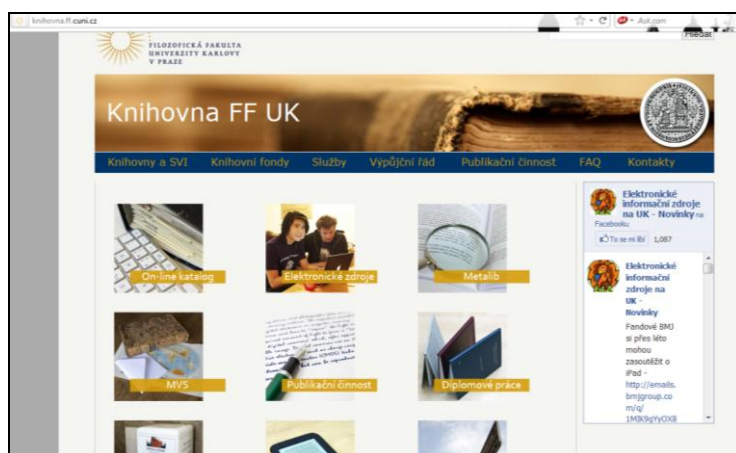 knihovna.ff.cuni.cz
Ask.com
Hledat
FILOZOFICKÁ FAKULTA
UNIVERZITY KARLOVY
V PRAZE
Knihovna FF UK
Knihovny a SVI Knihovní fondy Služby Výpůjční řád Publikační činnost FAQ Kontakty
On-line katalog
Elektronické zdroje
Metalib
MVS
Publikační činnost
Diplomové práce
Elektronické
informační zdroje
na UK - Novinky na
Facebooku
To se mi líbí 1,087
Elektronické
informační
zdroje na
UK -
Novinky
Fandové BMJ
si přes léto
mohou
zasoutěžit o
iPad -
http://emails.
bmjgroup.co
m/q/